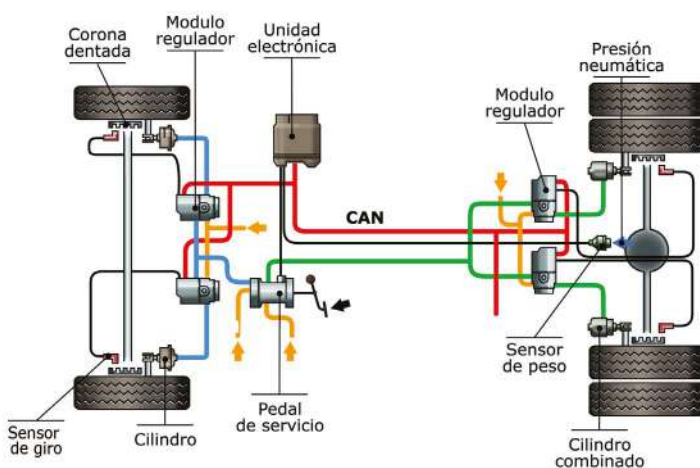 Modulo
regulador
Unidad
electrónica
Corona
dentada
Presión
neumática
Modulo
regulador
CAN
Sensor
de giro
Cilindro
Pedal
de servicio
Sensor
de peso
Cilindro
combinado